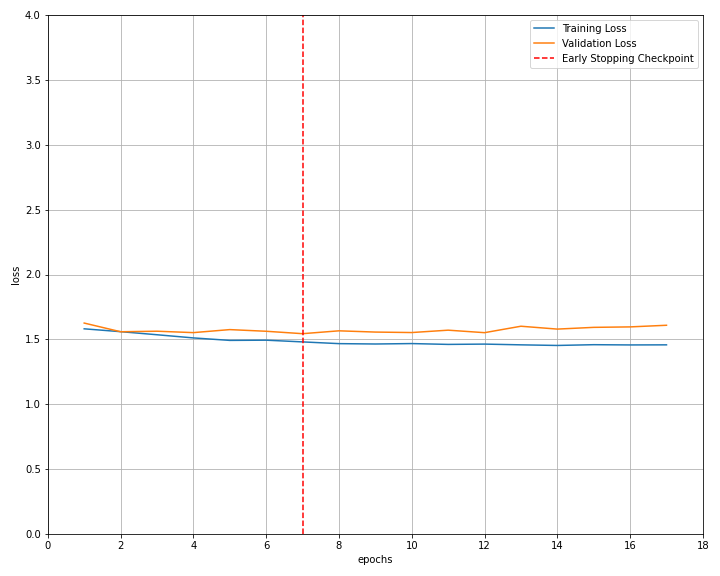 4.0
3.5
3.0
2.5
2.0
1.5
1.0
0.5
0.0
loss
Training Loss
Validation Loss
Early Stopping Checkpoint
0 2 4 6 8 10 12 14 16 18
epochs